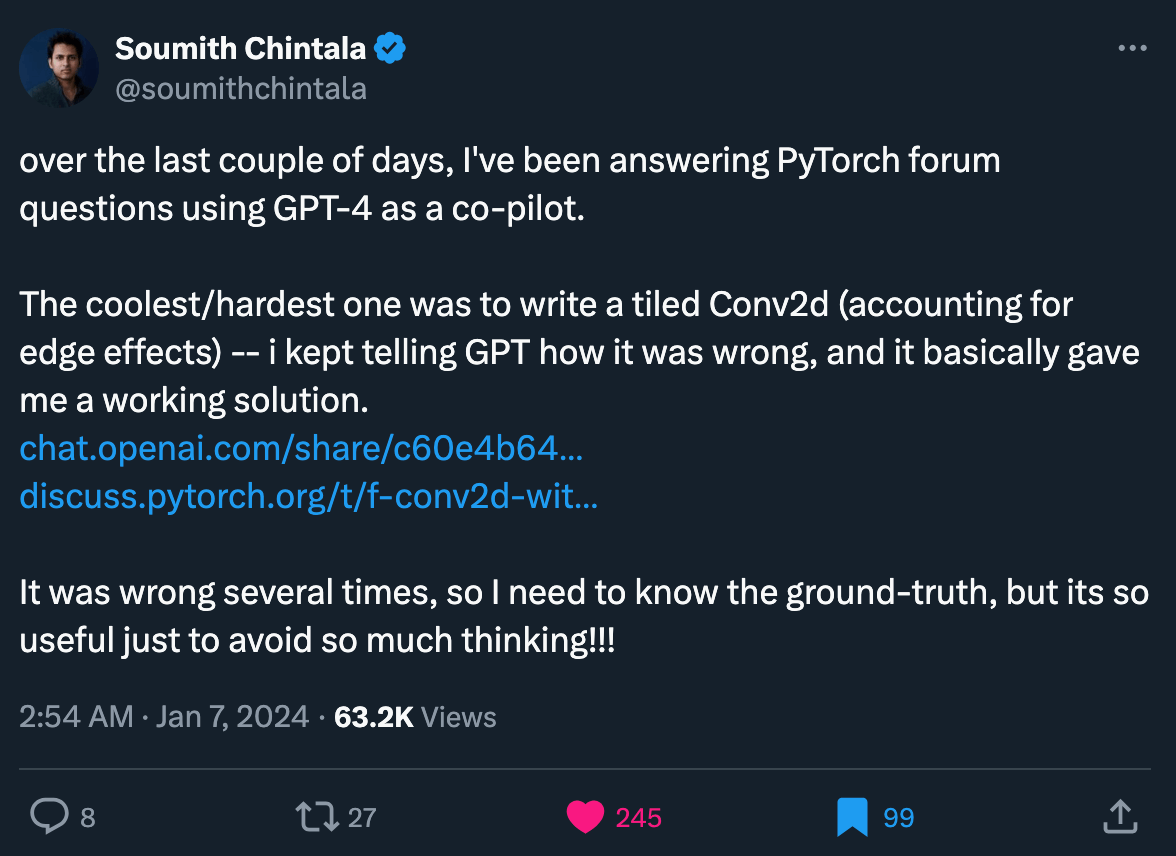 Soumith Chintala
@soumithchintala
over the last couple of days, I've been answering PyTorch forum
questions using GPT-4 as a co-pilot.
The coolest/hardest one was to write a tiled Conv2d (accounting for
edge effects) -- i kept telling GPT how it was wrong, and it basically gave
me a working solution.
chat.openai.com/share/c60e4b64...
discuss.pytorch.org/t/f-conv2d-wit...
It was wrong several times, so I need to know the ground-truth, but its so
useful just to avoid so much thinking!!!
2:54 AM · Jan 7, 2024 · 63.2K Views
8 27 245 99